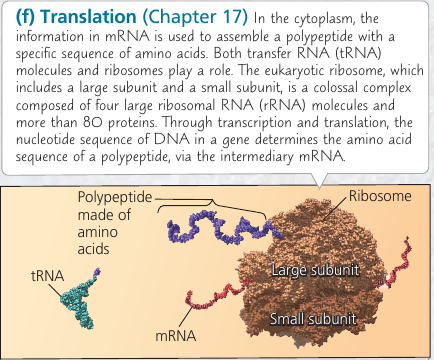 (f) Translation (Chapter 17) In the cytoplasm, the
information in mRNA is used to assemble a polypeptide with a
specific sequence of amino acids. Both transfer RNA (tRNA)
molecules and ribosomes play a role. The eukaryotic ribosome, which
includes a large subunit and a small subunit, is a colossal complex
composed of four large ribosomal RNA (rRNA) molecules and
more than 80 proteins. Through transcription and translation, the
nucleotide sequence of DNA in a gene determines the amino acid
sequence of a polypeptide, via the intermediary mRNA.
Polypeptide
made of
amino
acids
Ribosome
tRNA
Large subunit
Small subunit
mRNA